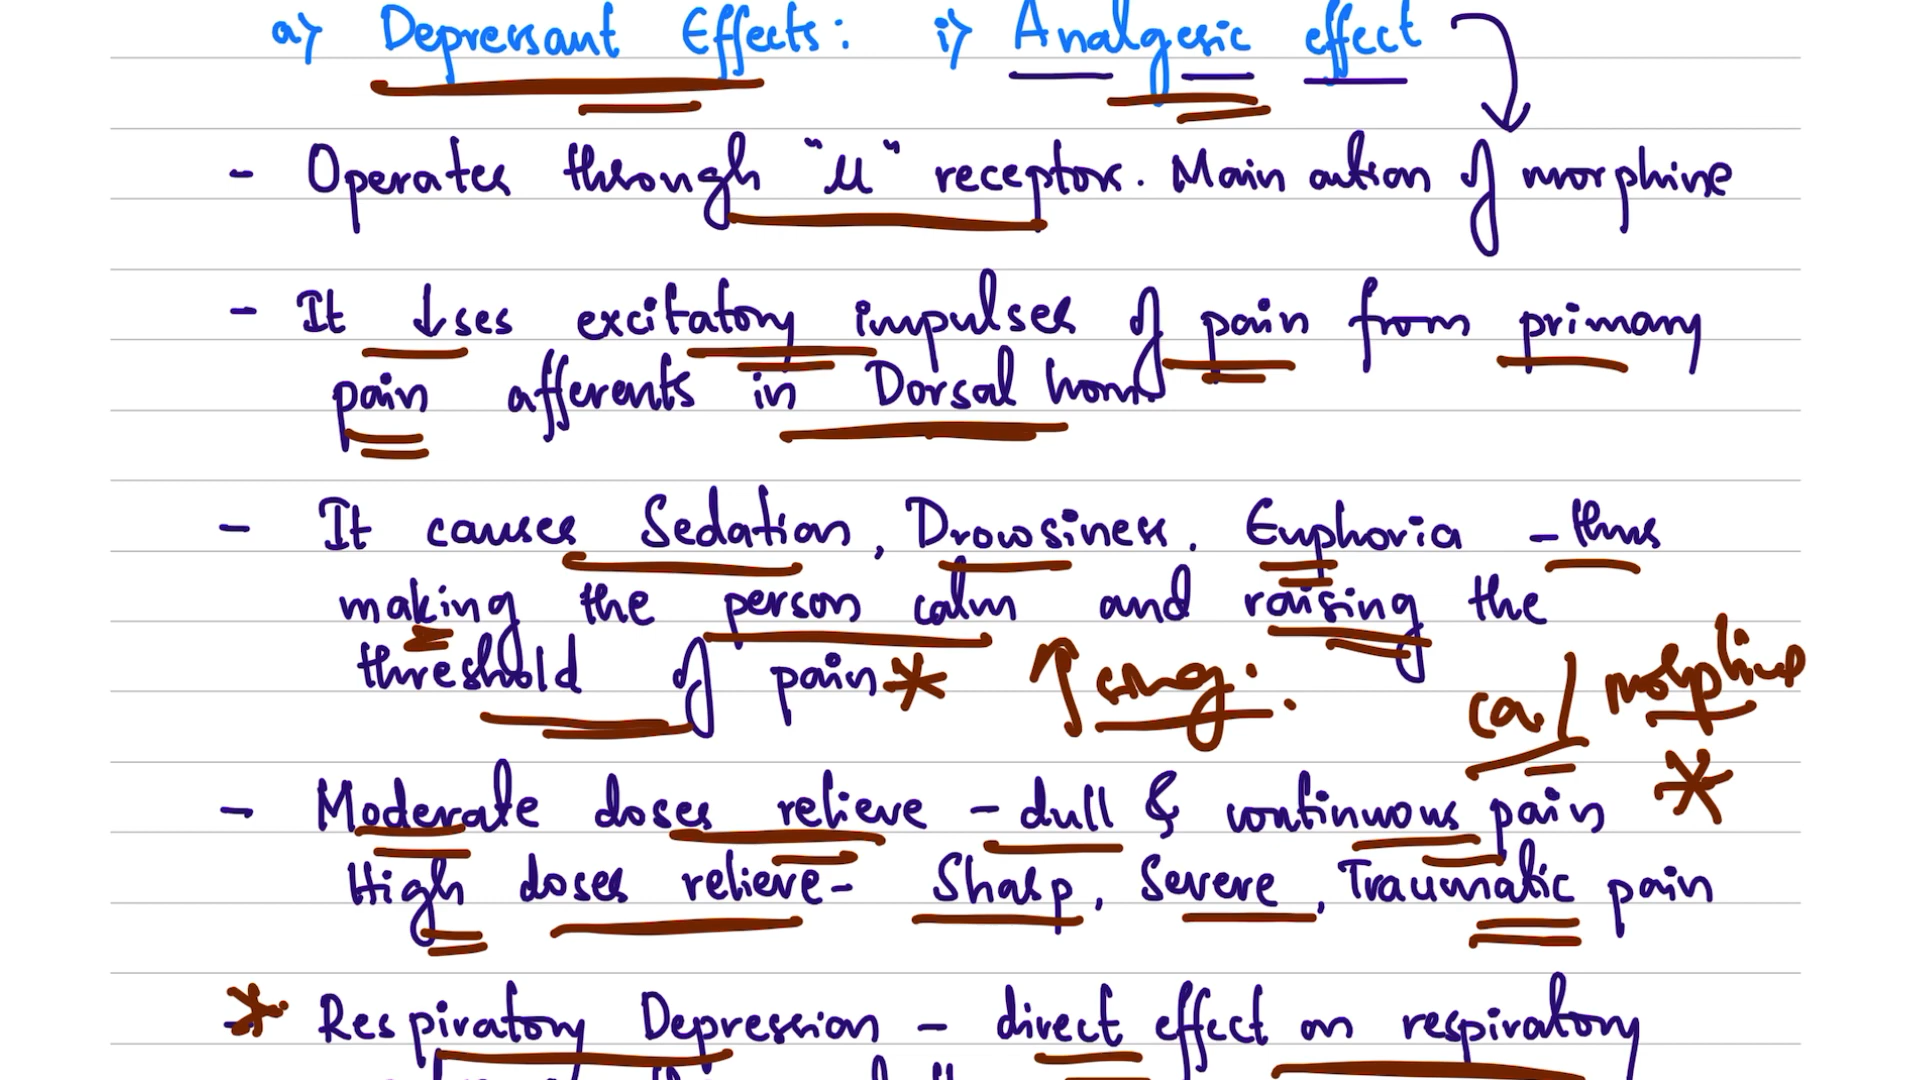 a) Depressant Effects: i) Analgesic effect
- Operates through "μ" receptors. Main action of morphine
- It ↓ses excitatory impulses of pain from primary
pain afferents in Dorsal horn
- It causes Sedation, Drowsiness, Euphoria - thus
making the person calm and raising the
threshold of pain *
morphine
*
- Moderate doses relieve - dull & continuous pain
High doses relieve - Sharp, Severe, Traumatic pain
* Respiratory Depression - direct effect on respiratory